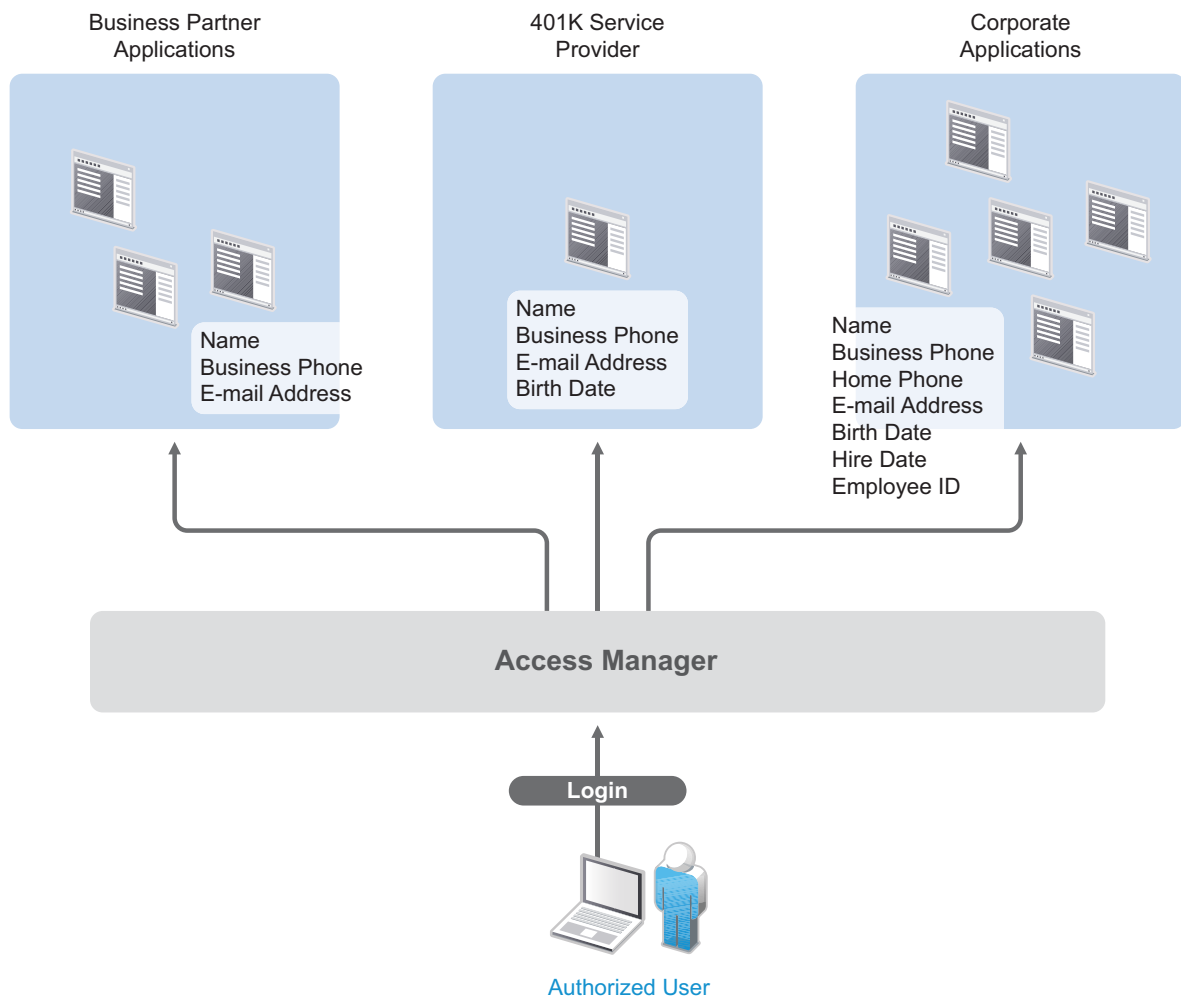 Business Partner
Applications
401K Service
Provider
Corporate
Applications
Name
Business Phone
E-mail Address
Name
Business Phone
E-mail Address
Birth Date
Name
Business Phone
Home Phone
E-mail Address
Birth Date
Hire Date
Employee ID
Access Manager
Login
Authorized User